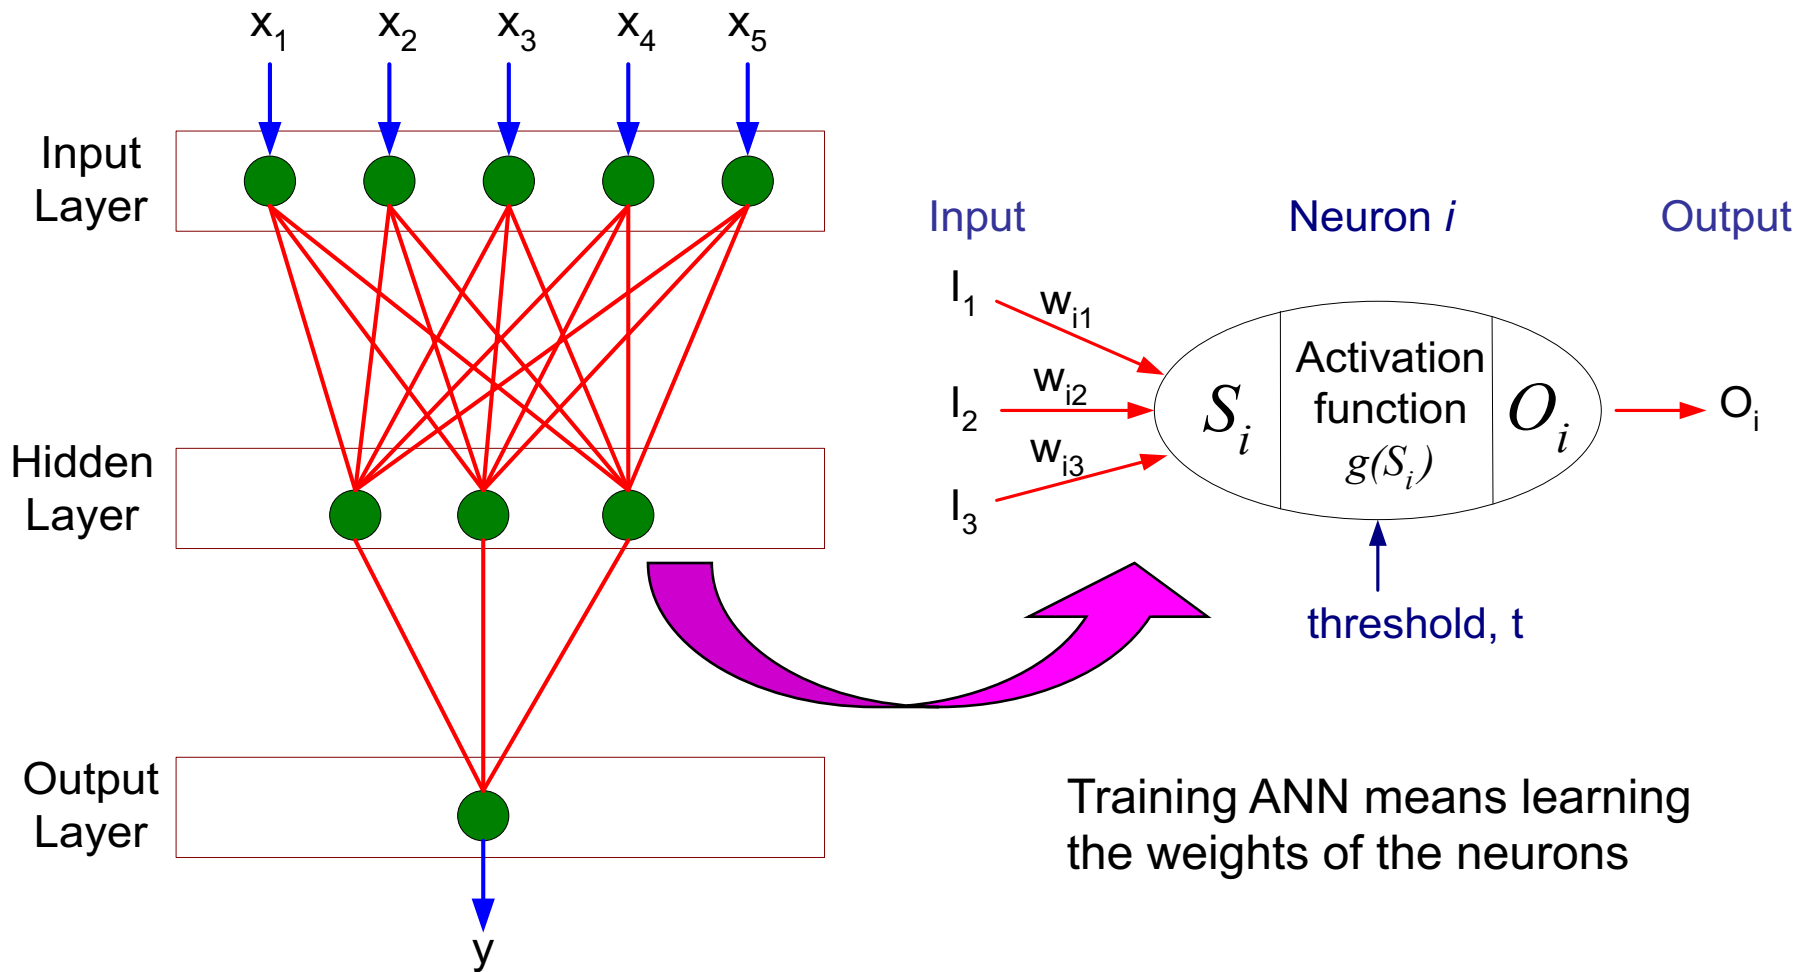 x1 x2 x3 x4 x5
Input
Layer
Hidden
Layer
Output
Layer
y
Input Neuron i Output
I1 wi1
I2 wi2
I3 wi3
Si
Activation
function
g(Si)
Oi
Oi
threshold, t
Training ANN means learning
the weights of the neurons